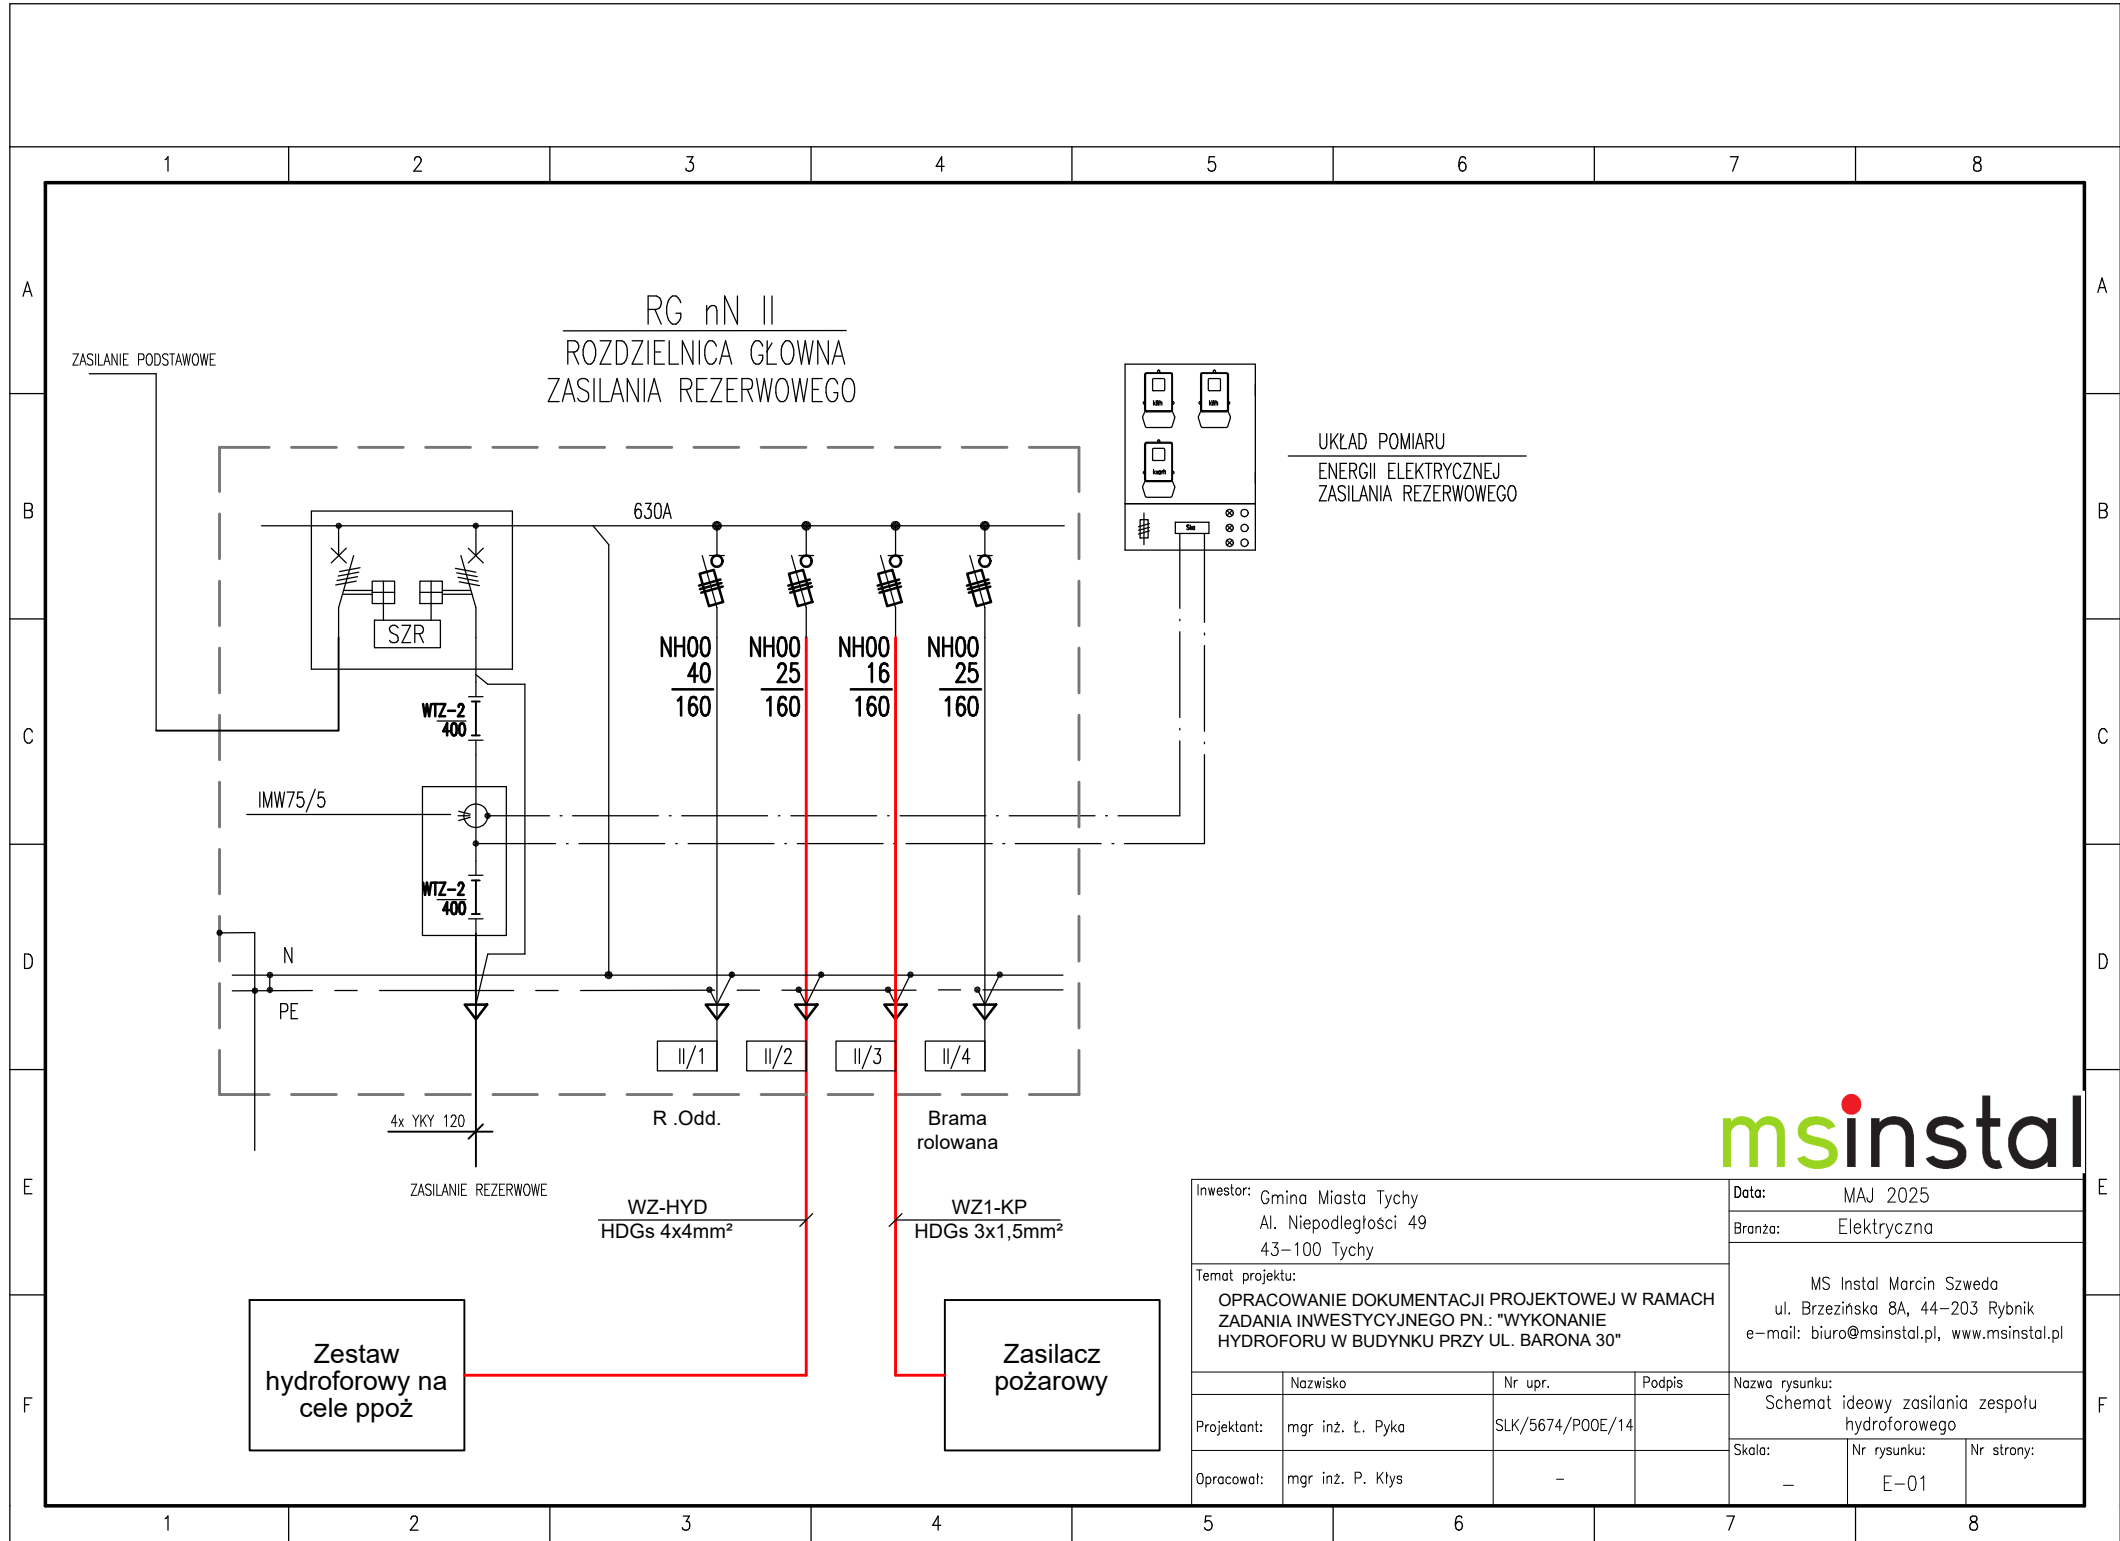 1 2 3 4 5 6 7 8
A A
RG nN II
ROZDZIELNICA GŁOWNA
ZASILANIA REZERWOWEGO
ZASILANIE PODSTAWOWE
kWh kWh
kvarh
Ska
UKŁAD POMIARU
ENERGII ELEKTRYCZNEJ
ZASILANIA REZERWOWEGO
B B
630A
SZR
NH00 NH00 NH00 NH00
40 25 16 25
160 160 160 160
WTZ-2
400
C C
IMW75/5
WTZ-2
400
D D
N
PE
II/1 II/2 II/3 II/4
4x YKY 120
R .Odd.
Brama
rolowana
ZASILANIE REZERWOWE
E E
WZ-HYD
HDGs 4x4mm²
WZ1-KP
HDGs 3x1,5mm²
Zestaw
hydroforowy na
cele ppoż
Zasilacz
pożarowy
F F
msinstal
Inwestor: Gmina Miasta Tychy
Al. Niepodległości 49
43-100 Tychy
Data: MAJ 2025
Branża: Elektryczna
Temat projektu:
OPRACOWANIE DOKUMENTACJI PROJEKTOWEJ W RAMACH
ZADANIA INWESTYCYJNEGO PN.: "WYKONANIE
HYDROFORU W BUDYNKU PRZY UL. BARONA 30"
MS Instal Marcin Szweda
ul. Brzezińska 8A, 44-203 Rybnik
e-mail: biuro@msinstal.pl, www.msinstal.pl
Nazwisko Nr upr. Podpis
Projektant: mgr inż. Ł. Pyka SLK/5674/POOE/14
Opracował: mgr inż. P. Kłys -
Nazwa rysunku:
Schemat ideowy zasilania zespołu
hydroforowego
Skala: Nr rysunku: Nr strony:
- E-01
1 2 3 4 5 6 7 8